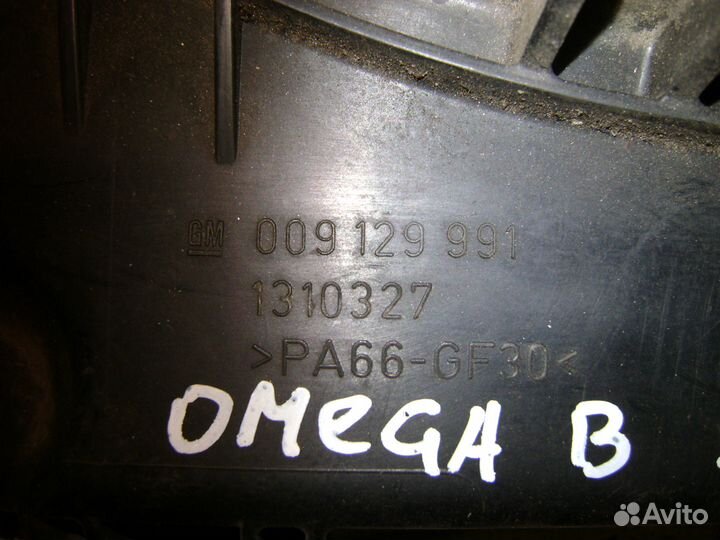 GM 009 129 991
1310327
>PA66-GF30<
OMEGA B
Avito